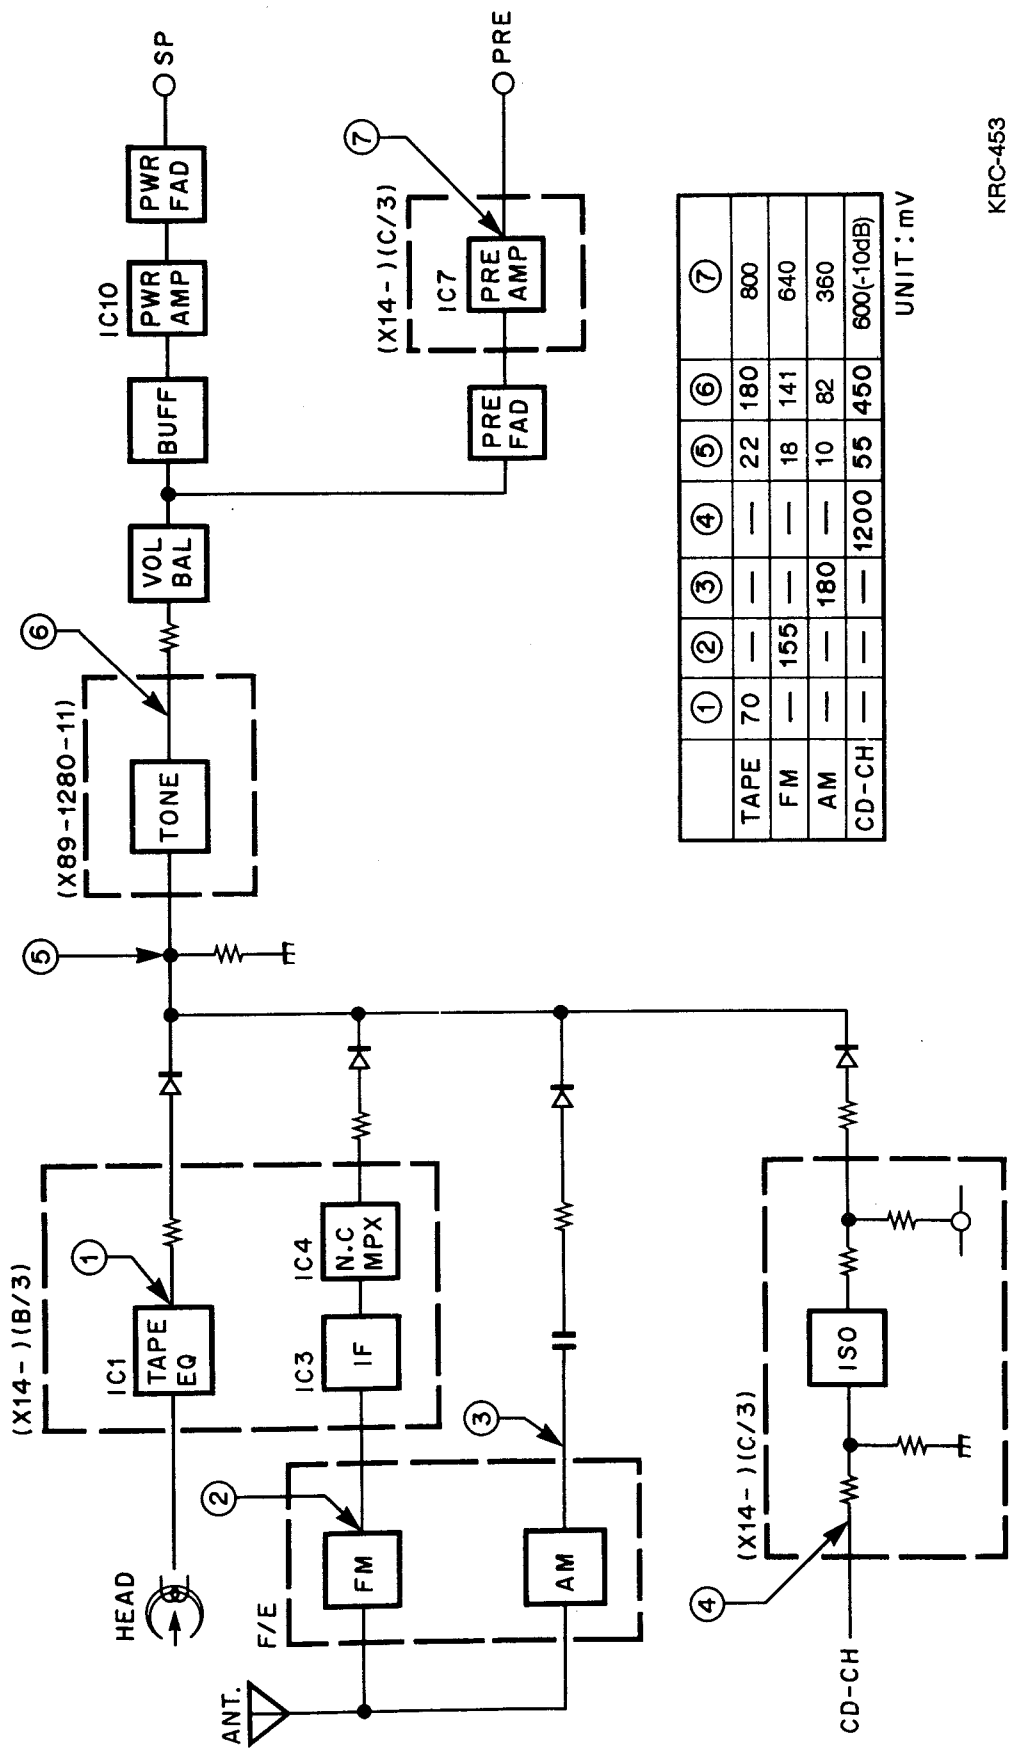 ANT.
HEAD
F/E
FM
AM
CD-CH
(X14-)(B/3)
IC1
TAPE
EQ
①
②
③
④
IC3
IF
IC4
N.C
MPX
(X14-)(C/3)
ISO
⑤
(X89-1280-11)
TONE
⑥
VOL
BAL
BUFF
IC10
PWR
AMP
PWR
FAD
SP
PRE
FAD
(X14-)(C/3)
IC7
PRE
AMP
⑦
PRE
① ② ③ ④ ⑤ ⑥ ⑦
TAPE 70 — — — 22 180 800
FM — 155 — — 18 141 640
AM — — 180 — 10 82 360
CD-CH — — — 1200 55 450 600(-10dB)
UNIT:mV
KRC-453